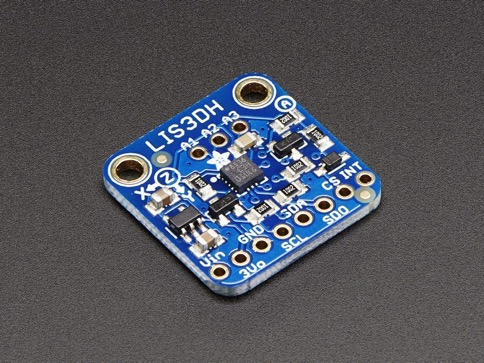 LIS3DH
A1 A2 A3
A
X Z
Vin
3Vo
GND
SCL
SDA
SDO
CS
INT